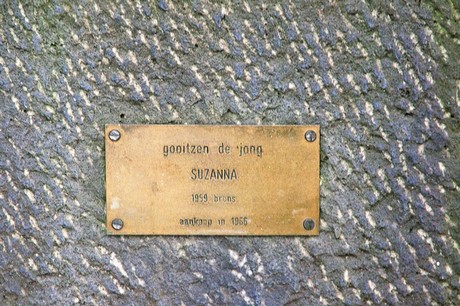 gooitzen de jong
SUZANNA
1959 brons
aankoop in 1966